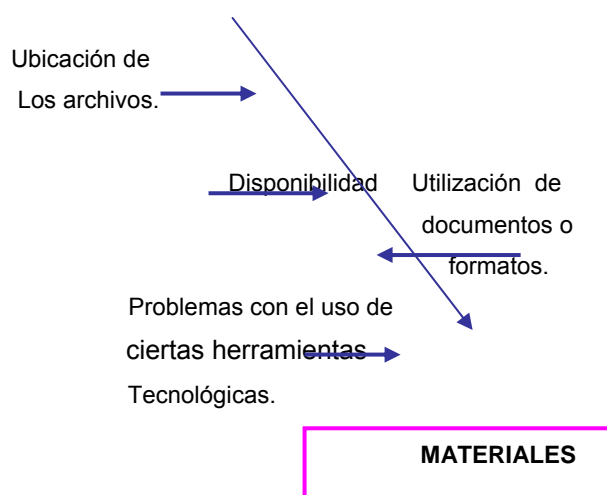 Ubicación de
Los archivos.
Disponibilidad
Utilización de
documentos o
formatos.
Problemas con el uso de
ciertas herramientas
Tecnológicas.
MATERIALES